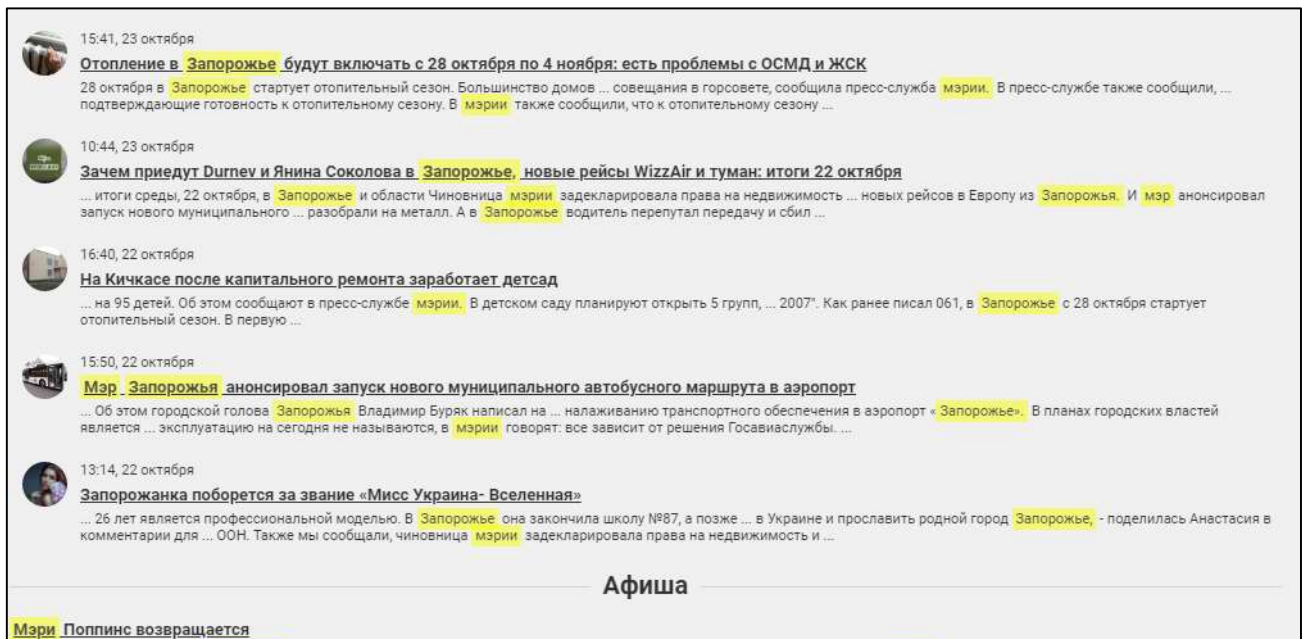 15:41, 23 октября
Отопление в Запорожье будут включать с 28 октября по 4 ноября: есть проблемы с ОСМД и ЖСК
28 октября в Запорожье стартует отопительный сезон. Большинство домов ... совещания в горсовете, сообщила пресс-служба мэрии. В пресс-службе также сообщили, ...
подтверждающие готовность к отопительному сезону. В мэрии также сообщили, что к отопительному сезону ...
10:44, 23 октября
Зачем приедут Durnev и Янина Соколова в Запорожье, новые рейсы WizzAir и туман: итоги 22 октября
... итоги среды, 22 октября, в Запорожье и области Чиновница мэрии задекларировала права на недвижимость ... новых рейсов в Европу из Запорожья. И мэр анонсировал
запуск нового муниципального ... разобрали на металл. А в Запорожье водитель перепутал передачу и сбил ...
16:40, 22 октября
На Кичкасе после капитального ремонта заработает детсад
... на 95 детей. Об этом сообщают в пресс-службе мэрии. В детском саду планируют открыть 5 групп, ... 2007". Как ранее писал 061, в Запорожье с 28 октября стартует
отопительный сезон. В первую ...
15:50, 22 октября
Мэр Запорожья анонсировал запуск нового муниципального автобусного маршрута в аэропорт
... Об этом городской голова Запорожья Владимир Буряк написал на ... налаживанию транспортного обеспечения в аэропорт «Запорожье». В планах городских властей
является ... эксплуатацию на сегодня не называются, в мэрии говорят: все зависит от решения Госавиаслужбы. ...
13:14, 22 октября
Запорожанка поборется за звание «Мисс Украина- Вселенная»
... 26 лет является профессиональной моделью. В Запорожье она закончила школу №87, а позже ... в Украине и прославить родной город Запорожье, - поделилась Анастасия в
комментарии для ... ООН. Также мы сообщали, чиновница мэрии задекларировала права на недвижимость и ...
Афиша
Мэри Поппинс возвращается